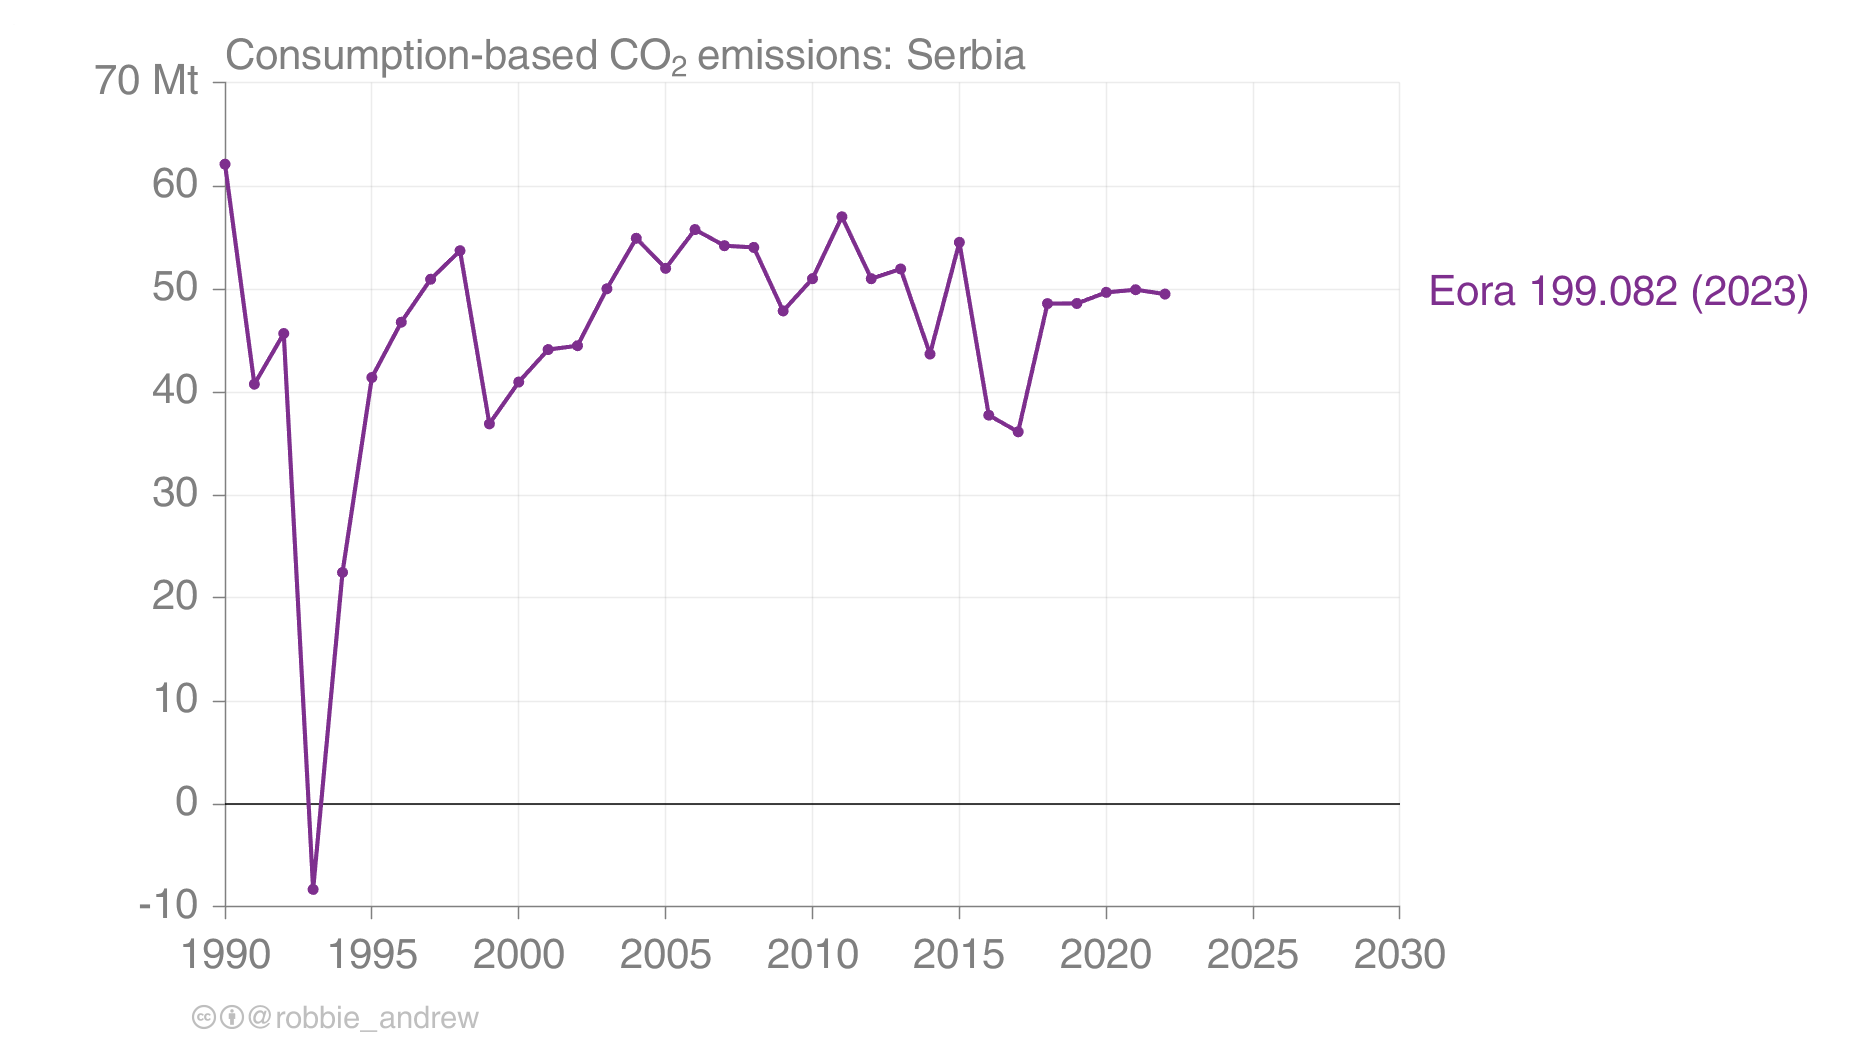 Consumption-based CO₂ emissions: Serbia
70 Mt
60
50
40
30
20
10
0
-10
1990 1995 2000 2005 2010 2015 2020 2025 2030
Eora 199.082 (2023)
cc @robbie_andrew